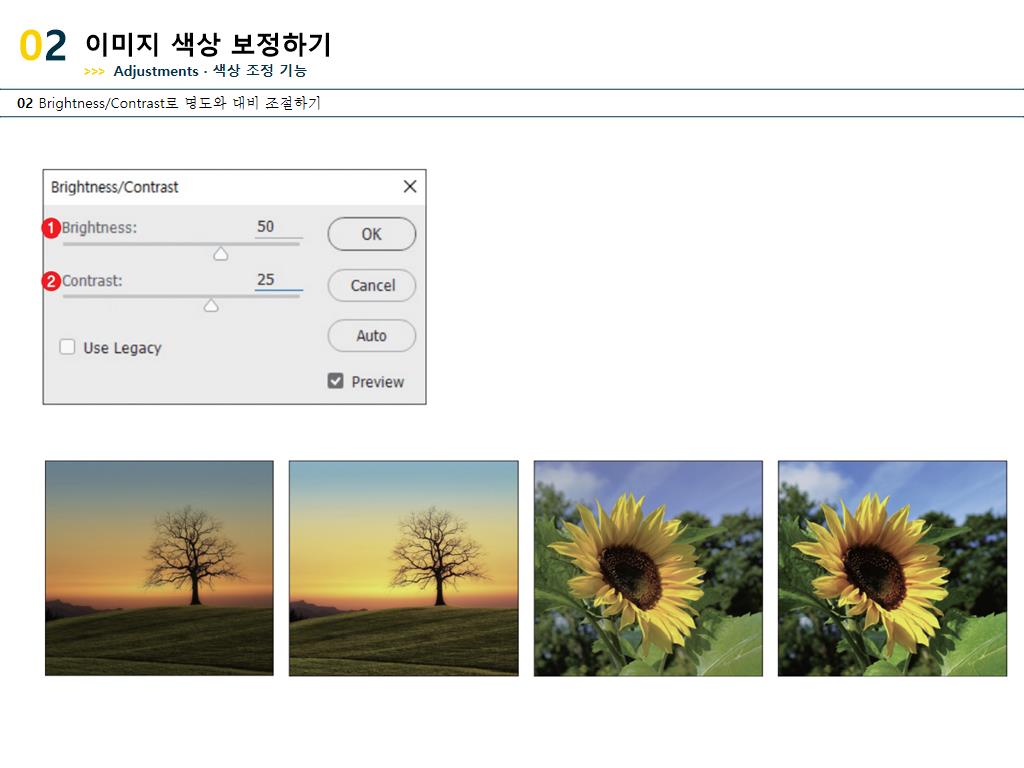 02 이미지 색상 보정하기
>>> Adjustments · 색상 조정 기능
02 Brightness/Contrast로 명도와 대비 조절하기
Brightness/Contrast
1 Brightness: 50
OK
2 Contrast: 25
Cancel
Auto
Use Legacy
Preview